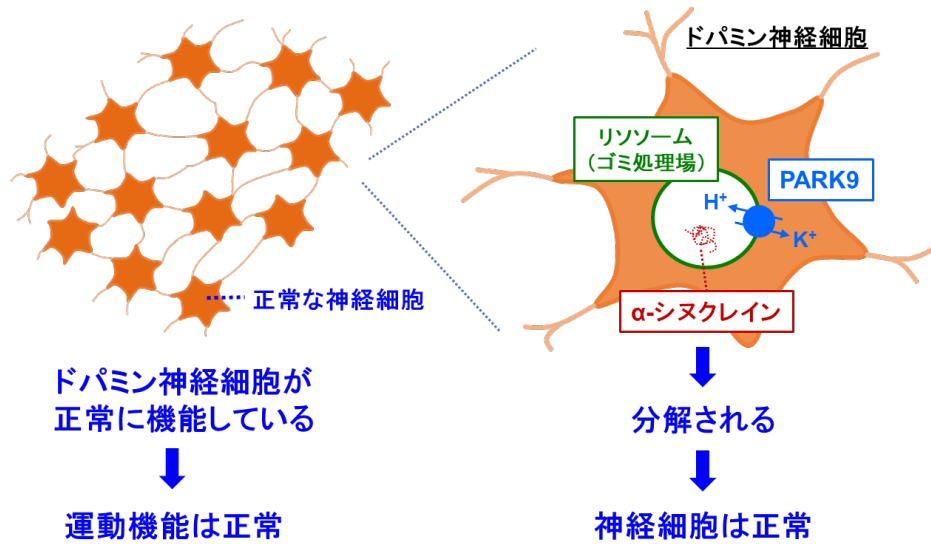 ドパミン神経細胞
リソソーム
(ゴミ処理場)
PARK9
H⁺
K⁺
α-シヌクレイン
正常な神経細胞
ドパミン神経細胞が
正常に機能している
運動機能は正常
分解される
神経細胞は正常